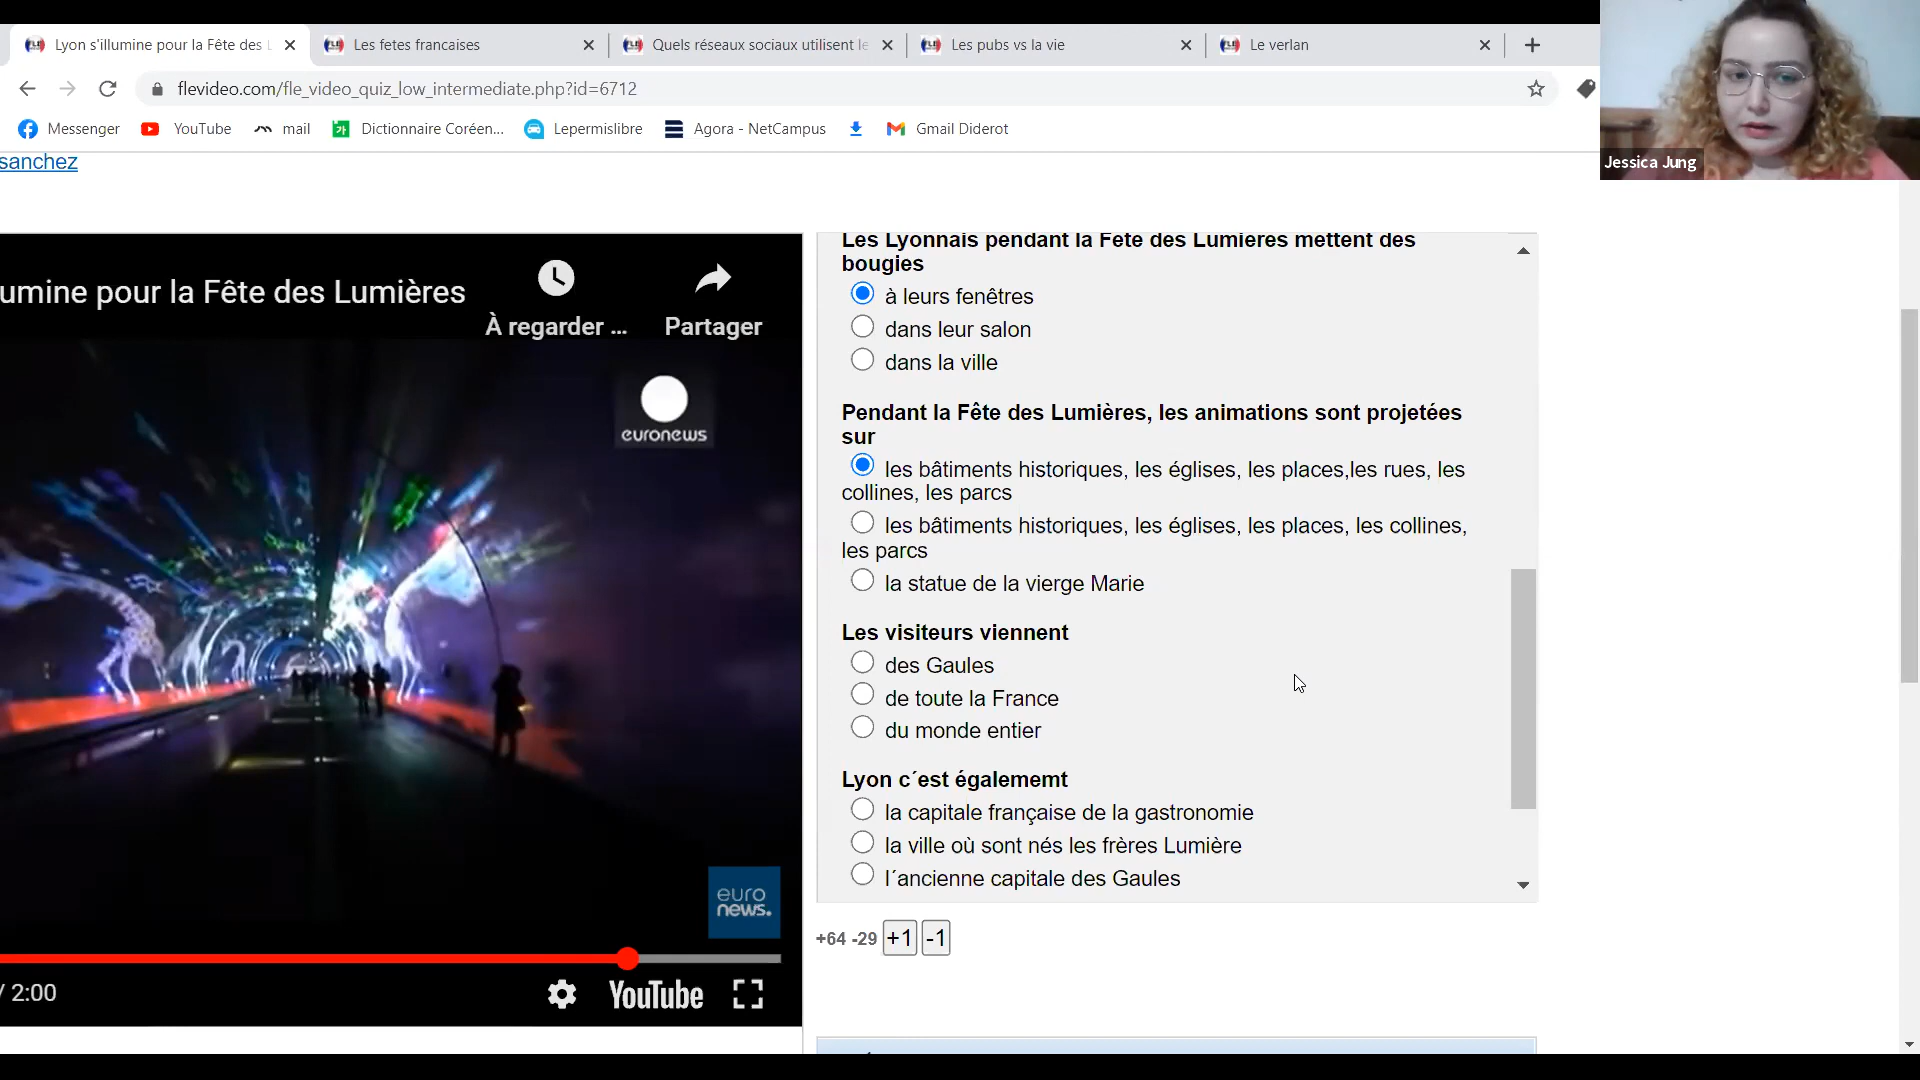 Lyon s'illumine pour la Fête des L
Les fetes francaises
Quels réseaux sociaux utilisent le
Les pubs vs la vie
Le verlan
flevideo.com/fle_video_quiz_low_intermediate.php?id=6712
Messenger
YouTube
mail
Dictionnaire Coréen...
Lepermislibre
Agora - NetCampus
Gmail Diderot
Jessica Jung
sanchez
umine pour la Fête des Lumières
À regarder ...
Partager
euronews
euro
news.
/ 2:00
YouTube
Les Lyonnais pendant la Fête des Lumières mettent des
bougies
à leurs fenêtres
dans leur salon
dans la ville
Pendant la Fête des Lumières, les animations sont projetées
sur
les bâtiments historiques, les églises, les places,les rues, les
collines, les parcs
les bâtiments historiques, les églises, les places, les collines,
les parcs
la statue de la vierge Marie
Les visiteurs viennent
des Gaules
de toute la France
du monde entier
Lyon c´est égalememt
la capitale française de la gastronomie
la ville où sont nés les frères Lumière
l´ancienne capitale des Gaules
+64 -29 +1 -1